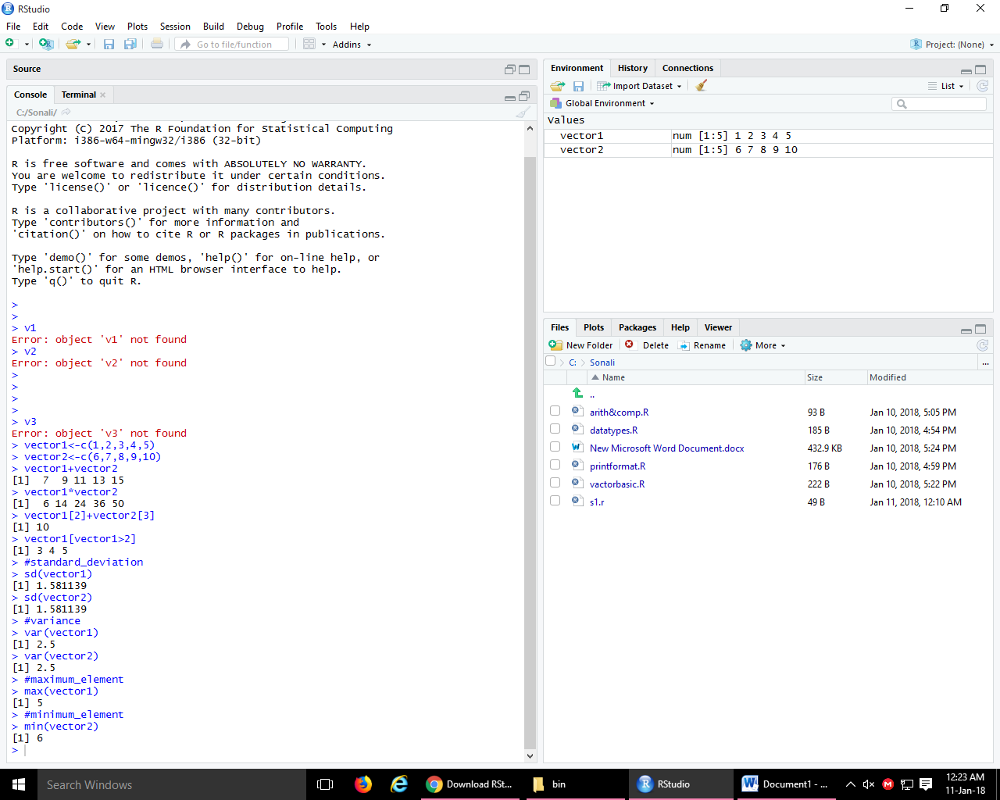 RStudio
File Edit Code View Plots Session Build Debug Profile Tools Help
Go to file/function Addins Project: (None)
Source
Console Terminal
C:/Sonali/
Copyright (C) 2017 The R Foundation for Statistical Computing
Platform: i386-w64-mingw32/i386 (32-bit)
R is free software and comes with ABSOLUTELY NO WARRANTY.
You are welcome to redistribute it under certain conditions.
Type 'license()' or 'licence()' for distribution details.
R is a collaborative project with many contributors.
Type 'contributors()' for more information and
'citation()' on how to cite R or R packages in publications.
Type 'demo()' for some demos, 'help()' for on-line help, or
'help.start()' for an HTML browser interface to help.
Type 'q()' to quit R.
>
>
> v1
Error: object 'v1' not found
> v2
Error: object 'v2' not found
>
>
>
>
> v3
Error: object 'v3' not found
> vector1<-c(1,2,3,4,5)
> vector2<-c(6,7,8,9,10)
> vector1+vector2
[1]  7  9 11 13 15
> vector1*vector2
[1]  6 14 24 36 50
> vector1[2]+vector2[3]
[1] 10
> vector1[vector1>2]
[1] 3 4 5
> #standard_deviation
> sd(vector1)
[1] 1.581139
> sd(vector2)
[1] 1.581139
> #variance
> var(vector1)
[1] 2.5
> var(vector2)
[1] 2.5
> #maximum_element
> max(vector1)
[1] 5
> #minimum_element
> min(vector2)
[1] 6
>
Environment History Connections
Import Dataset List
Global Environment
Values
vector1 num [1:5] 1 2 3 4 5
vector2 num [1:5] 6 7 8 9 10
Files Plots Packages Help Viewer
New Folder Delete Rename More
C: Sonali ...
Name Size Modified
..
arith&comp.R 93 B Jan 10, 2018, 5:05 PM
datatypes.R 185 B Jan 10, 2018, 4:54 PM
New Microsoft Word Document.docx 432.9 KB Jan 10, 2018, 5:24 PM
printformat.R 176 B Jan 10, 2018, 4:59 PM
vactorbasic.R 222 B Jan 10, 2018, 5:22 PM
s1.r 49 B Jan 11, 2018, 12:10 AM
Search Windows Download RSt... bin RStudio Document1 - ... 12:23 AM
11-Jan-18